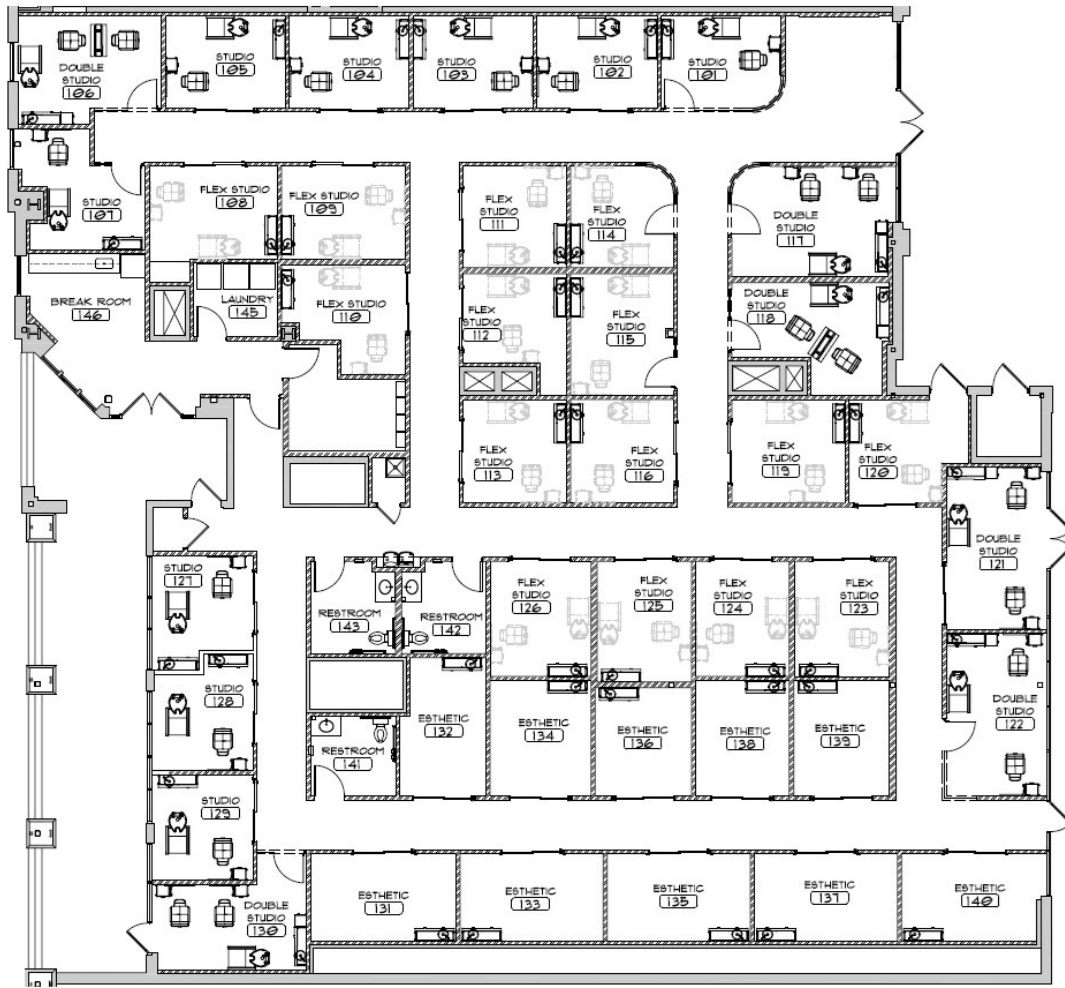 DOUBLE
STUDIO
106
STUDIO
105
STUDIO
104
STUDIO
103
STUDIO
102
STUDIO
101
STUDIO
107
FLEX STUDIO
108
FLEX STUDIO
109
FLEX
STUDIO
111
FLEX
STUDIO
114
DOUBLE
STUDIO
117
BREAK ROOM
146
LAUNDRY
145
FLEX STUDIO
110
FLEX
STUDIO
112
FLEX
STUDIO
115
DOUBLE
STUDIO
118
FLEX
STUDIO
113
FLEX
STUDIO
116
FLEX
STUDIO
119
FLEX
STUDIO
120
DOUBLE
STUDIO
121
STUDIO
127
RESTROOM
143
RESTROOM
142
FLEX
STUDIO
126
FLEX
STUDIO
125
FLEX
STUDIO
124
FLEX
STUDIO
123
STUDIO
128
DOUBLE
STUDIO
122
ESTHETIC
132
ESTHETIC
134
ESTHETIC
136
ESTHETIC
138
ESTHETIC
139
RESTROOM
141
STUDIO
129
DOUBLE
STUDIO
130
ESTHETIC
131
ESTHETIC
133
ESTHETIC
135
ESTHETIC
137
ESTHETIC
140